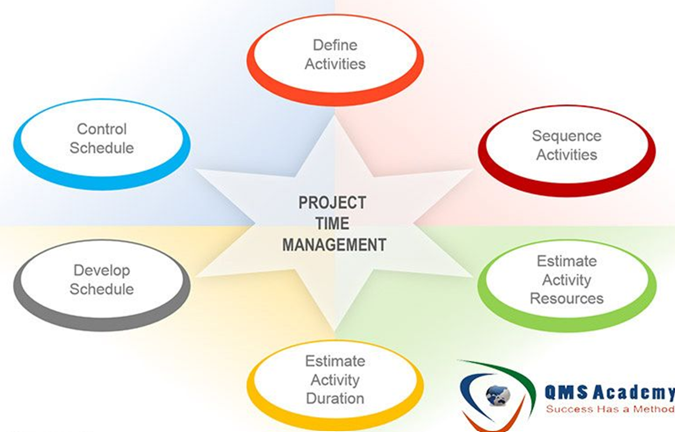 Define
Activities
Control
Schedule
Sequence
Activities
PROJECT
TIME
MANAGEMENT
Develop
Schedule
Estimate
Activity
Resources
Estimate
Activity
Duration
QMS Academy
Success Has a Method